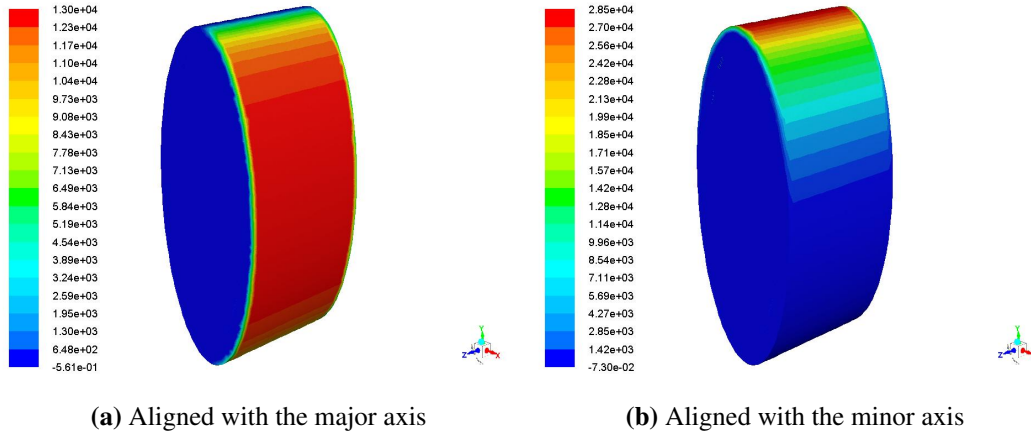 1.30e+04
1.23e+04
1.17e+04
1.10e+04
1.04e+04
9.73e+03
9.08e+03
8.43e+03
7.78e+03
7.13e+03
6.49e+03
5.84e+03
5.19e+03
4.54e+03
3.89e+03
3.24e+03
2.59e+03
1.95e+03
1.30e+03
6.48e+02
-5.61e-01
Y
Z
X
2.85e+04
2.70e+04
2.56e+04
2.42e+04
2.28e+04
2.13e+04
1.99e+04
1.85e+04
1.71e+04
1.57e+04
1.42e+04
1.28e+04
1.14e+04
9.96e+03
8.54e+03
7.11e+03
5.69e+03
4.27e+03
2.85e+03
1.42e+03
-7.30e-02
Y
Z
X
(a) Aligned with the major axis
(b) Aligned with the minor axis